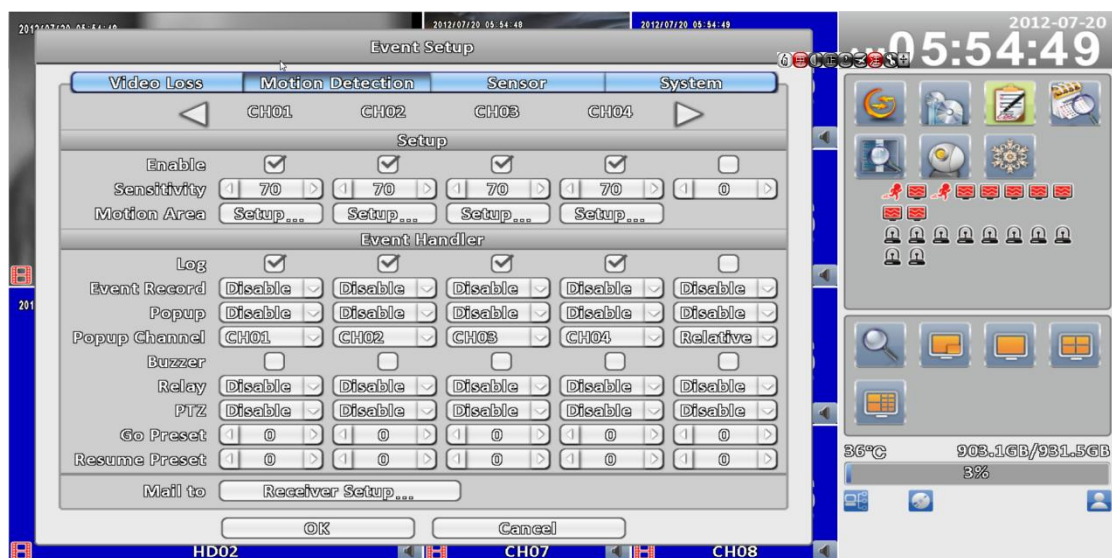 2012/07/20 05:54:48
2012/07/20 05:54:49
2012-07-20
05:54:49
Event Setup
Video Loss Motion Detection Sensor System
CH01 CH02 CH03 CH04
Setup
Enable
Sensitivity 70 70 70 70 0
Motion Area Setup... Setup... Setup... Setup...
Event Handler
Log
Event Record Disable Disable Disable Disable Disable
Popup Disable Disable Disable Disable Disable
Popup Channel CH01 CH02 CH03 CH04 Relative
Buzzer
Relay Disable Disable Disable Disable Disable
PTZ Disable Disable Disable Disable Disable
Go Preset 0 0 0 0 0
Resume Preset 0 0 0 0 0
Mail to Receiver Setup...
OK Cancel
201
36°C 903.1GB/931.5GB
3%
HD02 CH07 CH08